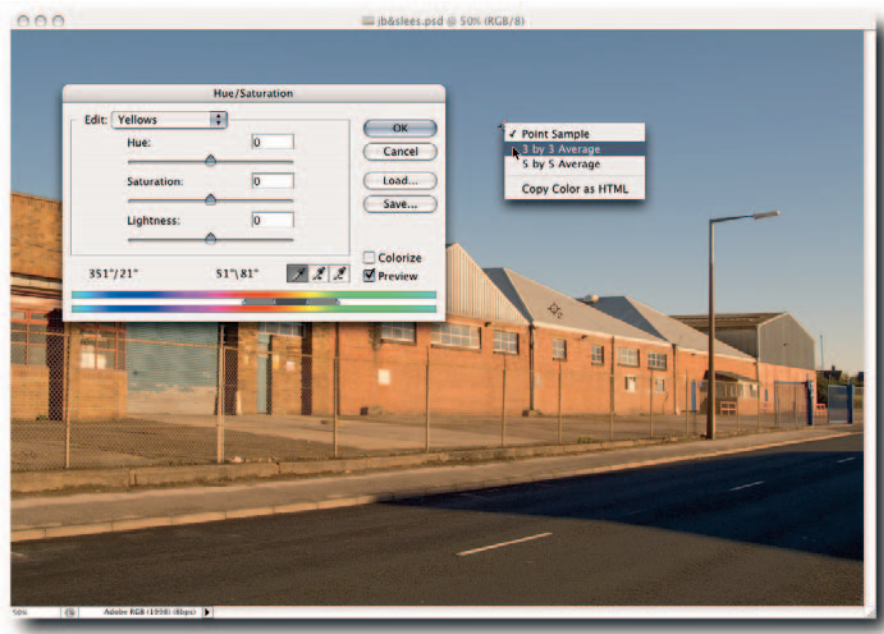 jb&slees.psd @ 50% (RGB/8)
Hue/Saturation
Edit: Yellows
Hue: 0
Saturation: 0
Lightness: 0
OK
Cancel
Load...
Save...
Colorize
Preview
351°/21° 51°\81°
✓ Point Sample
3 by 3 Average
5 by 5 Average
Copy Color as HTML
50% Adobe RGB (1998) (8bpc)